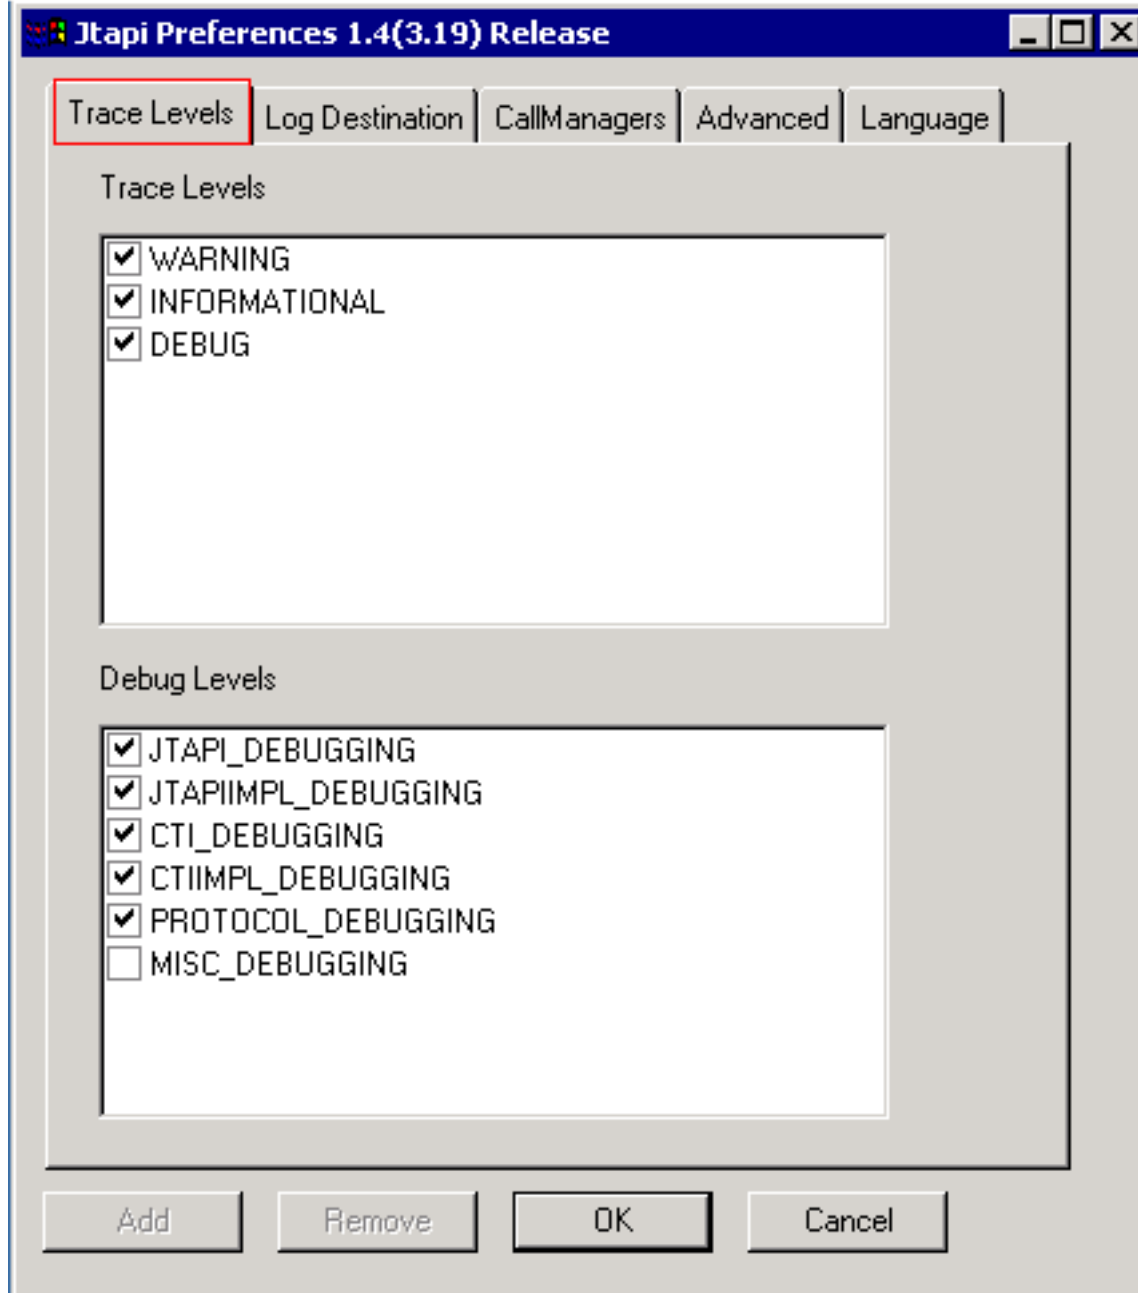 Jtapi Preferences 1.4(3.19) Release
Trace Levels Log Destination CallManagers Advanced Language
Trace Levels
WARNING
INFORMATIONAL
DEBUG
Debug Levels
JTAPI_DEBUGGING
JTAPIIMPL_DEBUGGING
CTI_DEBUGGING
CTIIMPL_DEBUGGING
PROTOCOL_DEBUGGING
MISC_DEBUGGING
Add Remove OK Cancel